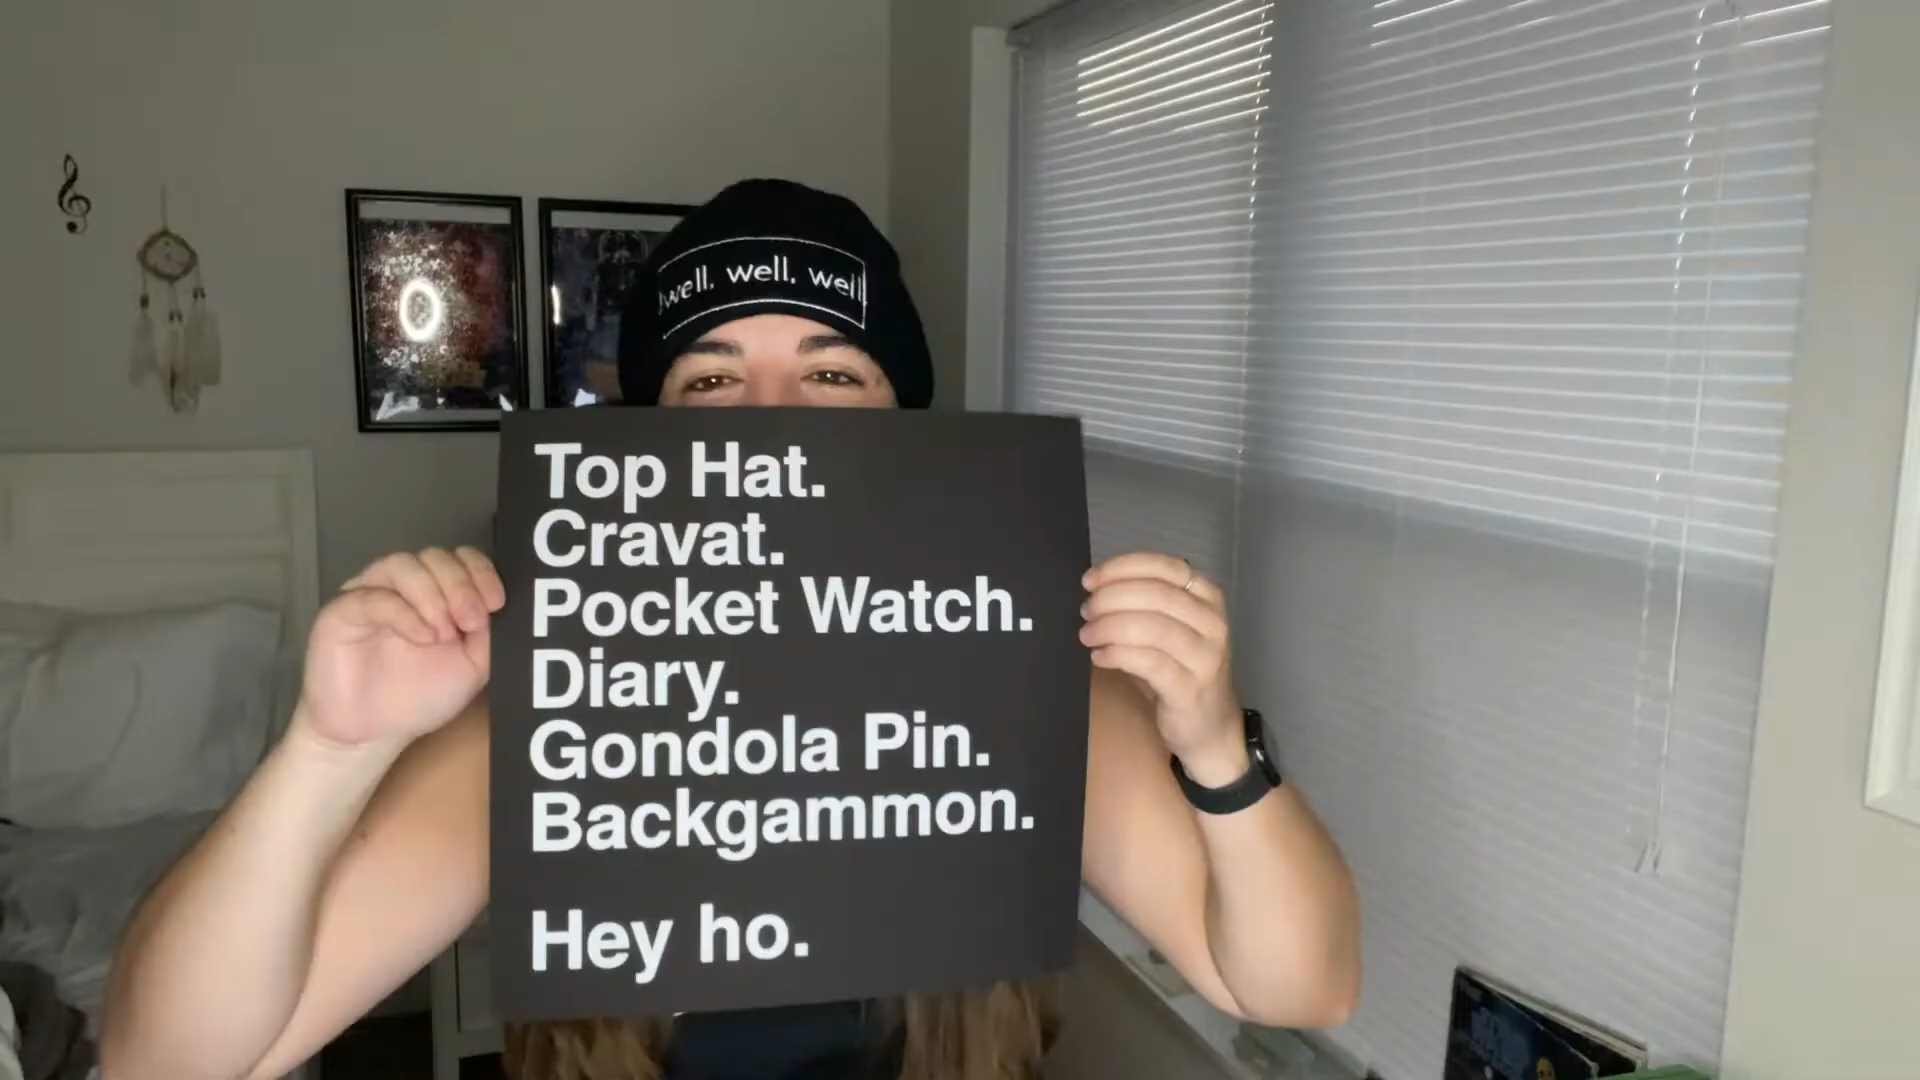 well. well. well
Top Hat.
Cravat.
Pocket Watch.
Diary.
Gondola Pin.
Backgammon.
Hey ho.